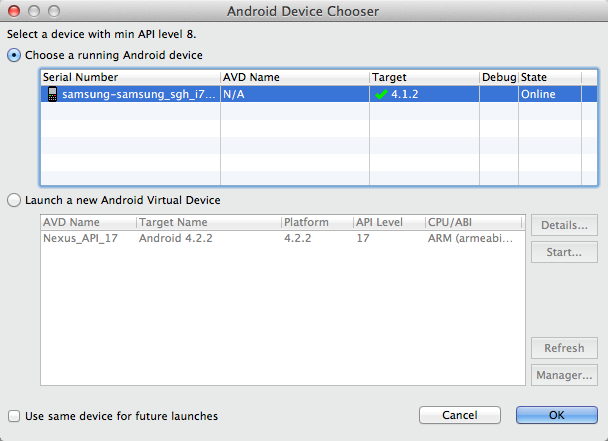 Android Device Chooser
Select a device with min API level 8.
Choose a running Android device
Serial Number AVD Name Target Debug State
samsung-samsung_sgh_i7... N/A 4.1.2 Online
Launch a new Android Virtual Device
AVD Name Target Name Platform API Level CPU/ABI
Nexus_API_17 Android 4.2.2 4.2.2 17 ARM (armeabi...
Details...
Start...
Refresh
Manager...
Use same device for future launches
Cancel OK